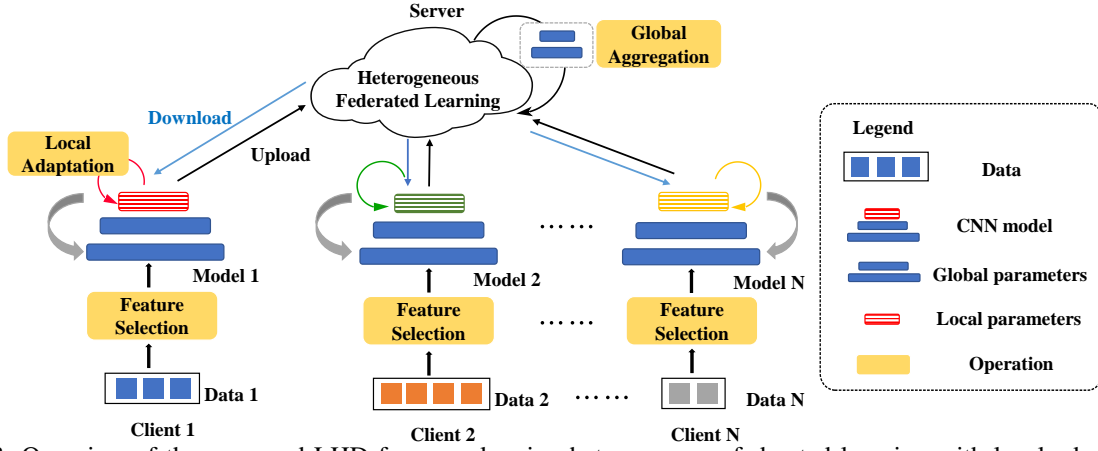 Server
Global
Aggregation
Heterogeneous
Federated Learning
Download
Upload
Local
Adaptation
Model 1
Model 2
Model N
……
Feature
Selection
Feature
Selection
……
Feature
Selection
Data 1
Data 2
……
Data N
Client 1
Client 2
Client N
Legend
Data
CNN model
Global parameters
Local parameters
Operation